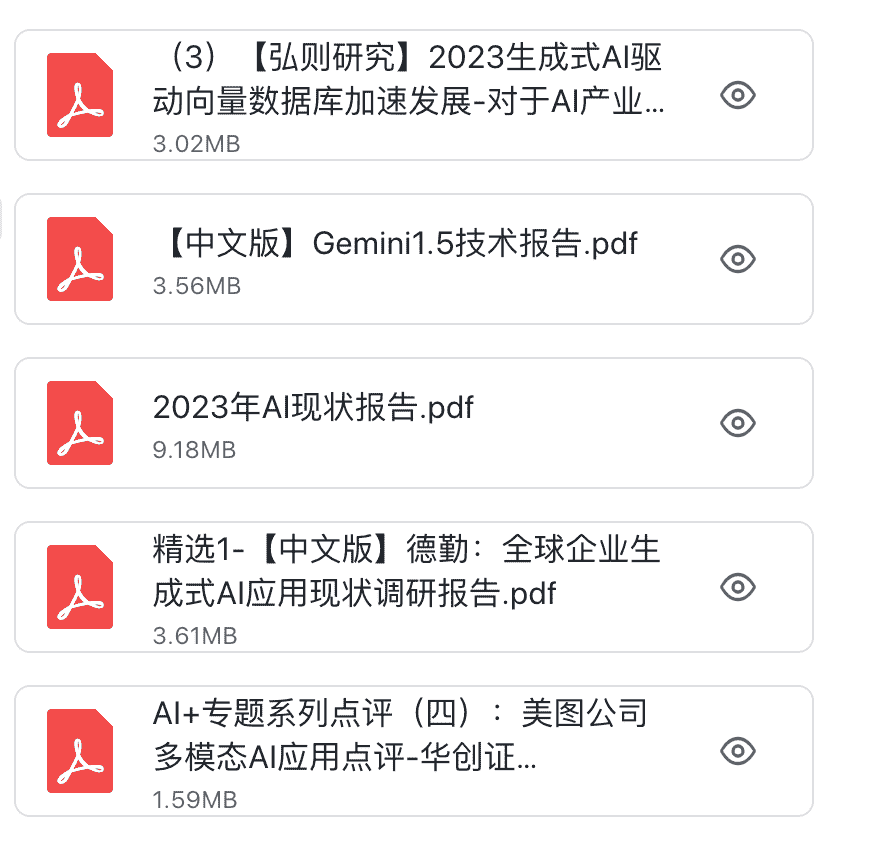 （3）【弘则研究】2023生成式AI驱
动向量数据库加速发展-对于AI产业...
3.02MB
【中文版】Gemini1.5技术报告.pdf
3.56MB
2023年AI现状报告.pdf
9.18MB
精选1-【中文版】德勤：全球企业生
成式AI应用现状调研报告.pdf
3.61MB
AI+专题系列点评（四）：美图公司
多模态AI应用点评-华创证...
1.59MB